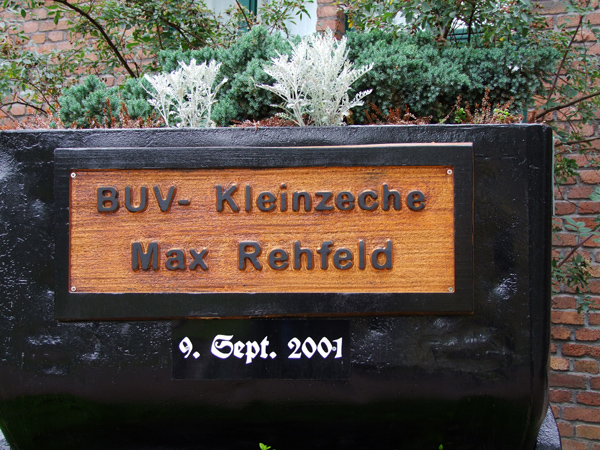 BUV- Kleinzeche
Max Rehfeld
9. Sept. 2001